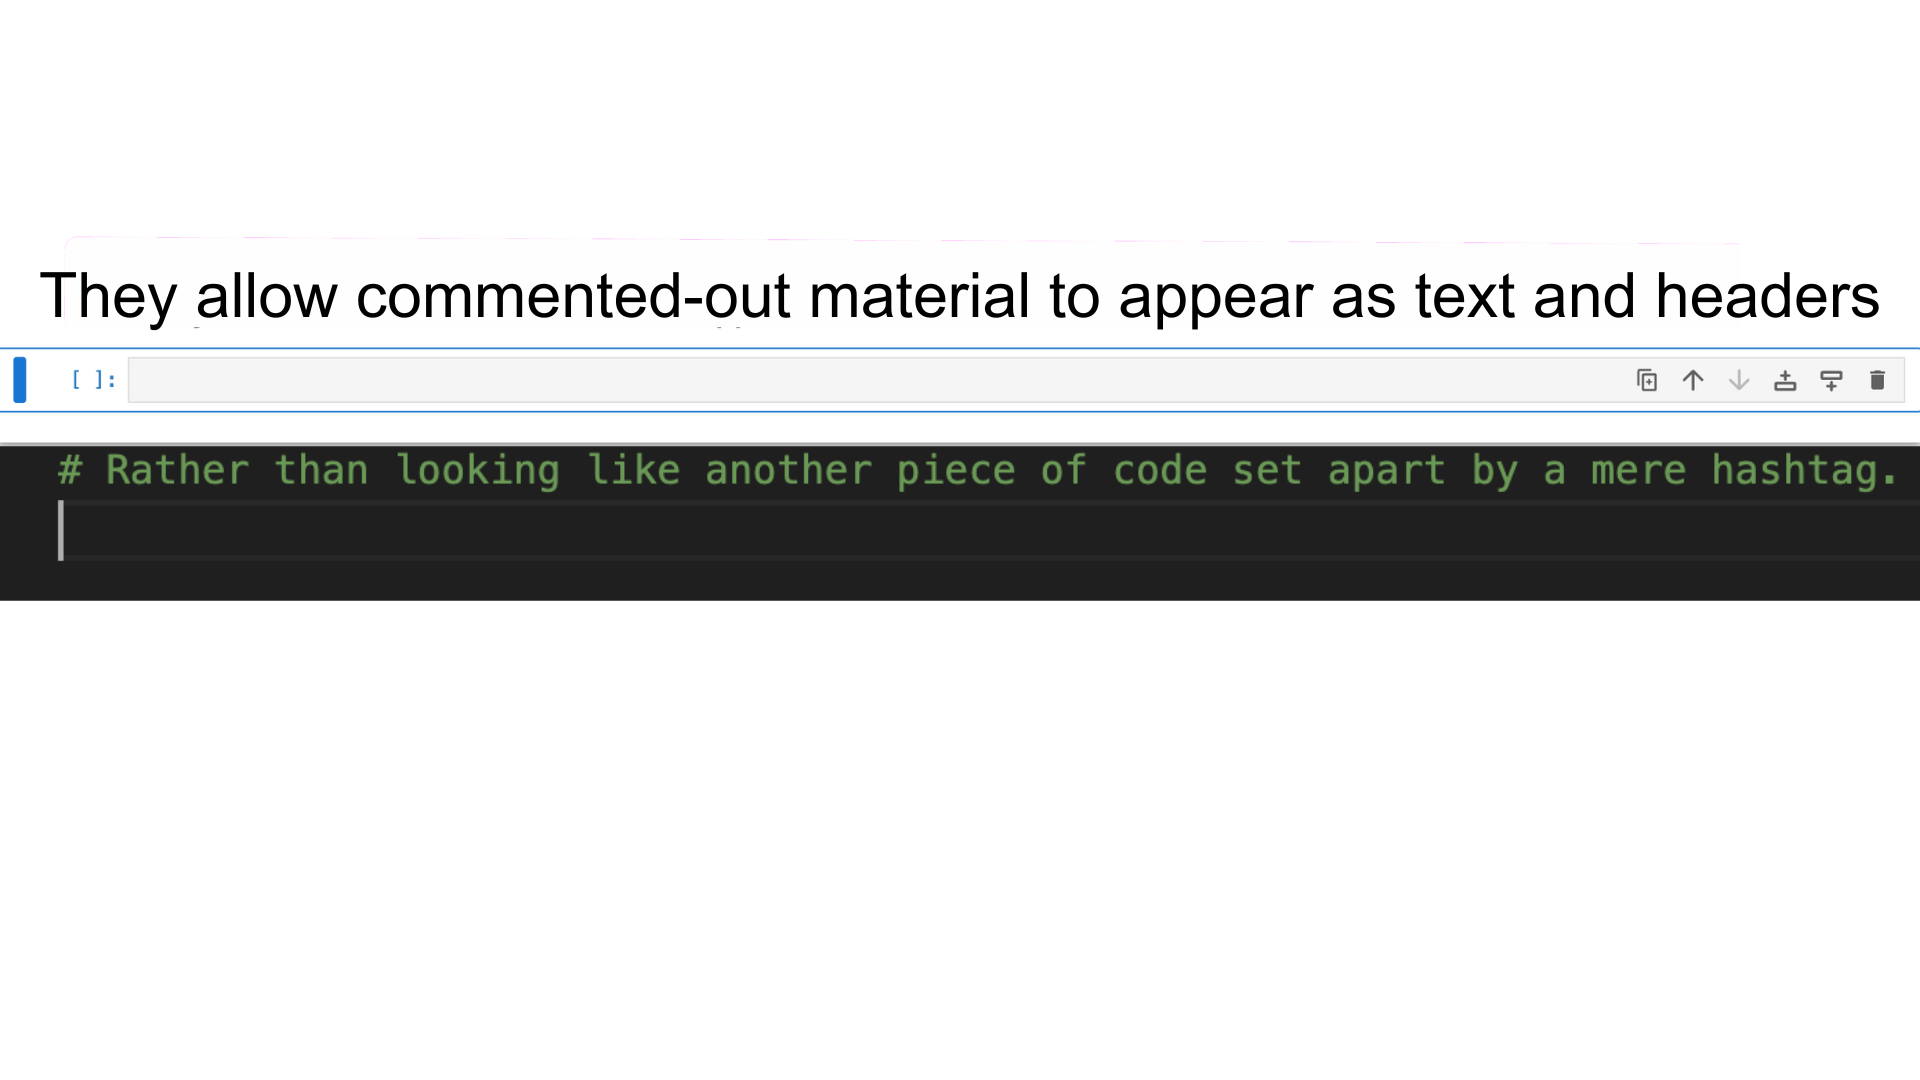 They allow commented-out material to appear as text and headers
[ ]:
# Rather than looking like another piece of code set apart by a mere hashtag.